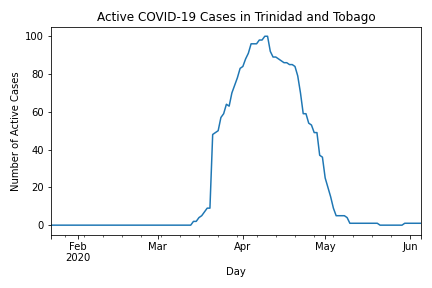 Active COVID-19 Cases in Trinidad and Tobago
Number of Active Cases
100
80
60
40
20
0
Feb Mar Apr May Jun
2020
Day